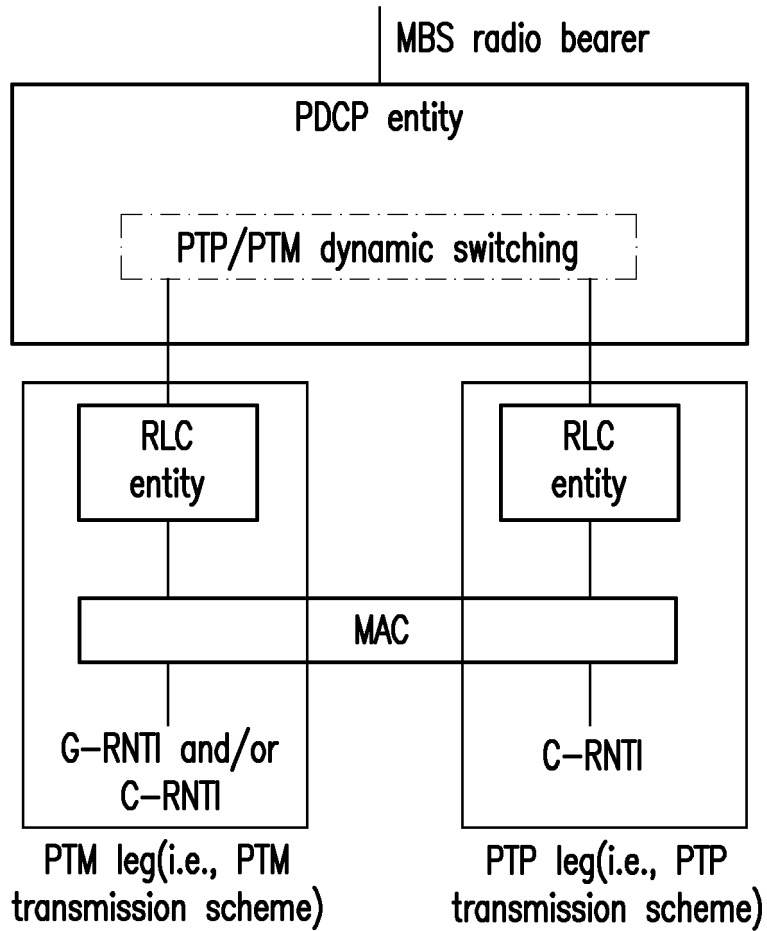 MBS radio bearer
PDCP entity
PTP/PTM dynamic switching
RLC
entity
RLC
entity
MAC
G-RNTI and/or
C-RNTI
C-RNTI
PTM leg(i.e., PTM
transmission scheme)
PTP leg(i.e., PTP
transmission scheme)